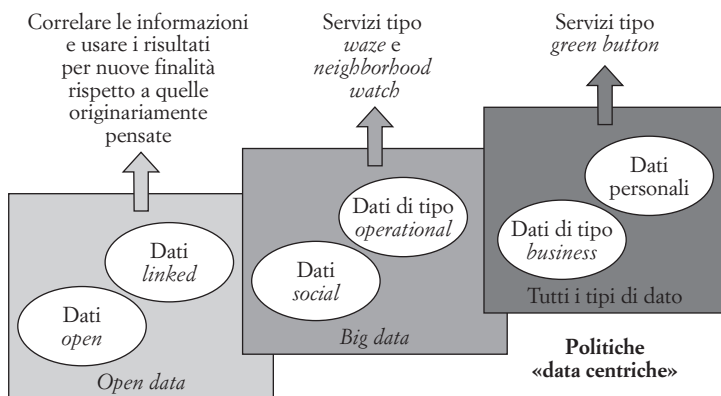 Correlare le informazioni
e usare i risultati
per nuove finalità
rispetto a quelle
originariamente
pensate
Servizi tipo
waze e
neighborhood
watch
Servizi tipo
green button
Dati
linked
Dati
open
Open data
Dati di tipo
operational
Dati
social
Big data
Dati
personali
Dati di tipo
business
Tutti i tipi di dato
Politiche
«data centriche»